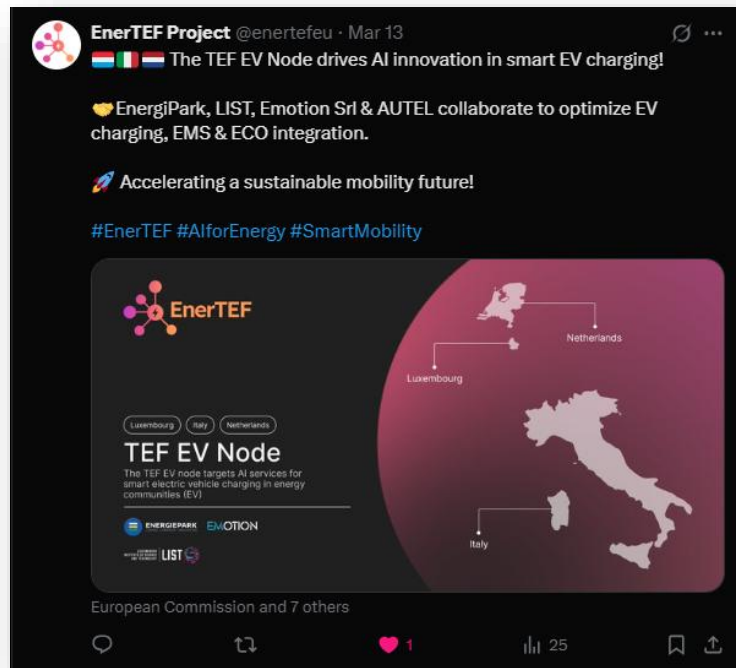 EnerTEF Project @enertefeu · Mar 13
🇱🇺🇮🇹🇳🇱 The TEF EV Node drives AI innovation in smart EV charging!
🤝EnergiPark, LIST, Emotion Srl & AUTEL collaborate to optimize EV
charging, EMS & ECO integration.
🚀 Accelerating a sustainable mobility future!
#EnerTEF #AIforEnergy #SmartMobility
EnerTEF
Netherlands
Luxembourg
Luxembourg Italy Netherlands
TEF EV Node
The TEF EV node targets AI services for
smart electric vehicle charging in energy
communities (EV)
ENERGIEPARK EMOTION
LIST
Italy
European Commission and 7 others
1 25